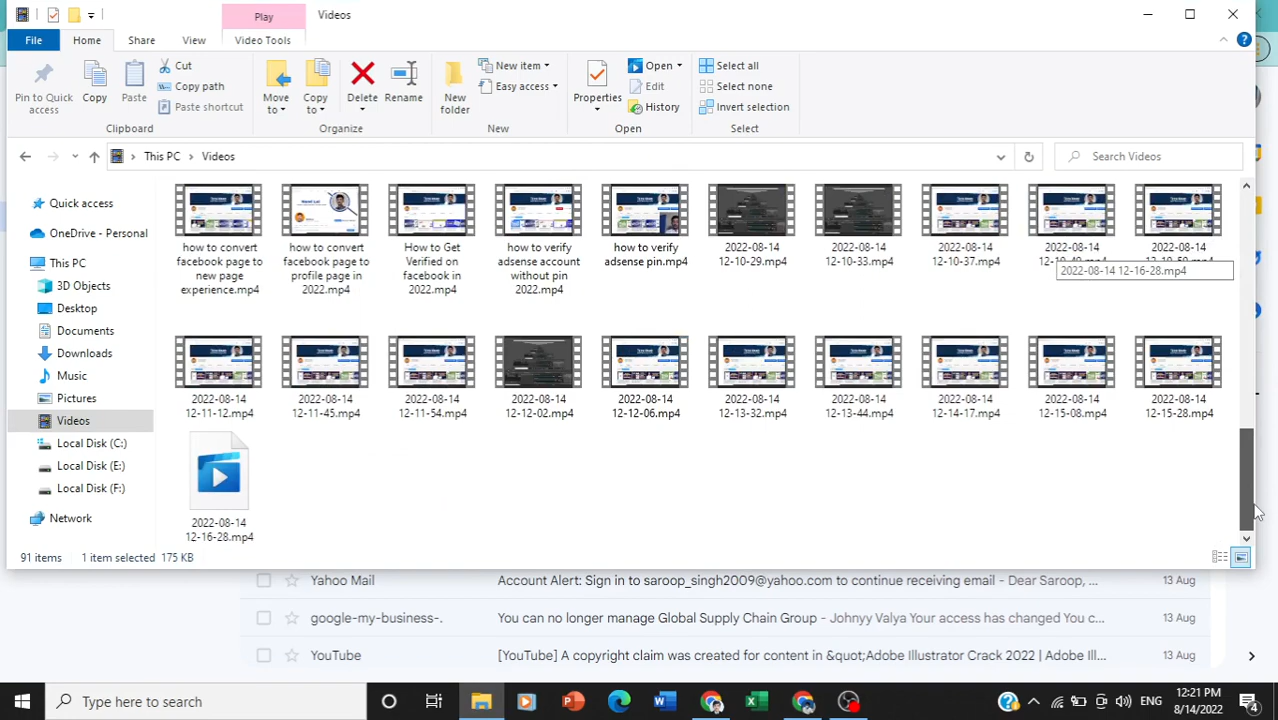 Play
Videos
File
Home
Share
View
Video Tools
Pin to Quick
access
Copy
Paste
Cut
Copy path
Paste shortcut
Clipboard
Move
to
Copy
to
Delete
Rename
Organize
New
folder
New item
Easy access
New
Properties
Open
Edit
History
Open
Select all
Select none
Invert selection
Select
This PC > Videos
Search Videos
Quick access
OneDrive - Personal
This PC
3D Objects
Desktop
Documents
Downloads
Music
Pictures
Videos
Local Disk (C:)
Local Disk (E:)
Local Disk (F:)
Network
how to convert
facebook page to
new page
experience.mp4
how to convert
facebook page to
profile page in
2022.mp4
How to Get
Verified on
facebook in
2022.mp4
how to verify
adsense account
without pin
2022.mp4
how to verify
adsense pin.mp4
2022-08-14
12-10-29.mp4
2022-08-14
12-10-33.mp4
2022-08-14
12-10-37.mp4
2022-08-14
2022-08-14
2022-08-14 12-16-28.mp4
2022-08-14
12-11-12.mp4
2022-08-14
12-11-45.mp4
2022-08-14
12-11-54.mp4
2022-08-14
12-12-02.mp4
2022-08-14
12-12-06.mp4
2022-08-14
12-13-32.mp4
2022-08-14
12-13-44.mp4
2022-08-14
12-14-17.mp4
2022-08-14
12-15-08.mp4
2022-08-14
12-15-28.mp4
2022-08-14
12-16-28.mp4
91 items 1 item selected 175 KB
Yahoo Mail Account Alert: Sign in to saroop_singh2009@yahoo.com to continue receiving email - Dear Saroop, ... 13 Aug
google-my-business-. You can no longer manage Global Supply Chain Group - Johnyy Valya Your access has changed You c... 13 Aug
YouTube [YouTube] A copyright claim was created for content in &quot;Adobe Illustrator Crack 2022 | Adobe Ill... 13 Aug
Type here to search
ENG
12:21 PM
8/14/2022
4